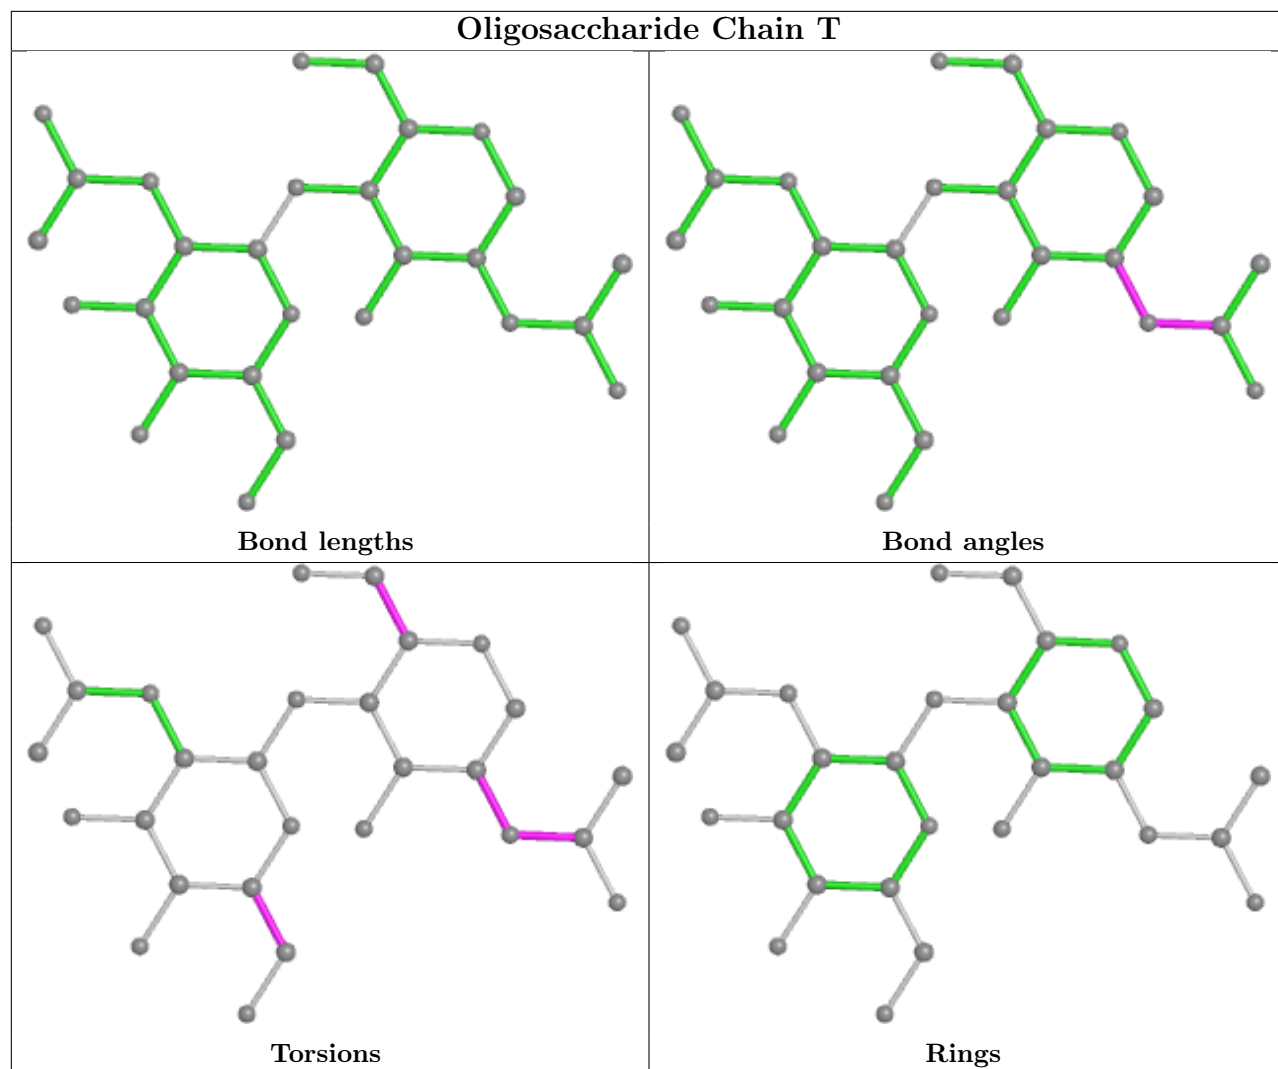 Oligosaccharide Chain T
Bond lengths
Bond angles
Torsions
Rings